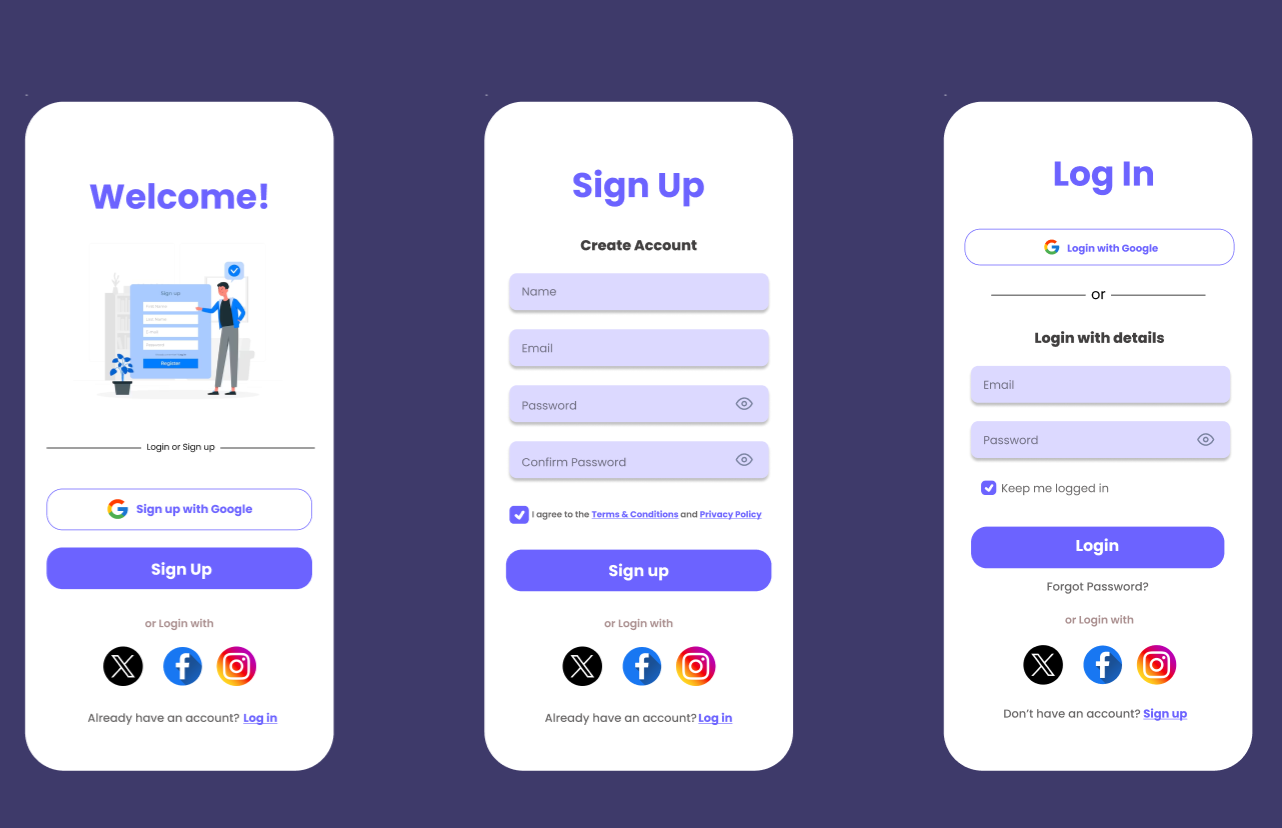 Welcome!
Sign up
Last Name
E-mail
Password
Register
Login or Sign up
Sign up with Google
Sign Up
or Login with
Already have an account? Log in
Sign Up
Create Account
Name
Email
Password
Confirm Password
I agree to the Terms & Conditions and Privacy Policy
Sign up
or Login with
Already have an account? Log in
Log In
Login with Google
or
Login with details
Email
Password
Keep me logged in
Login
Forgot Password?
or Login with
Don’t have an account? Sign up